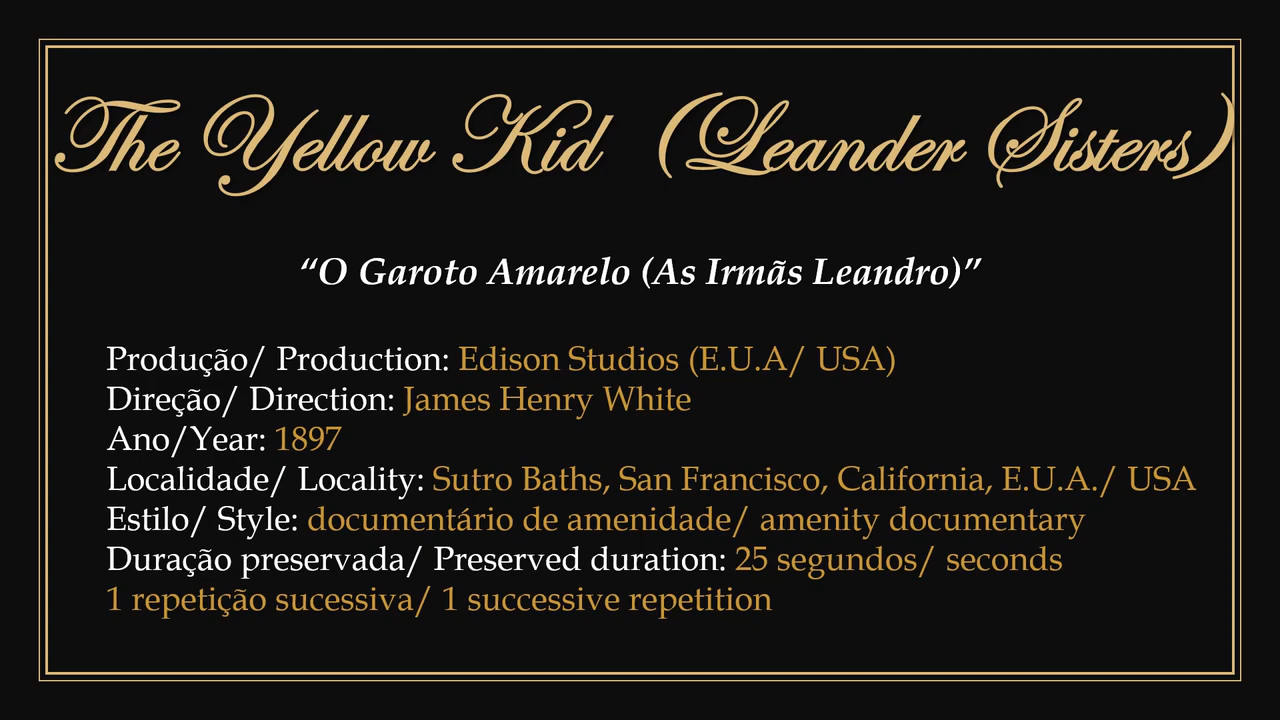 The Yellow Kid (Leander Sisters)
“O Garoto Amarelo (As Irmãs Leandro)”
Produção/ Production: Edison Studios (E.U.A/ USA)
Direção/ Direction: James Henry White
Ano/Year: 1897
Localidade/ Locality: Sutro Baths, San Francisco, California, E.U.A./ USA
Estilo/ Style: documentário de amenidade/ amenity documentary
Duração preservada/ Preserved duration: 25 segundos/ seconds
1 repetição sucessiva/ 1 successive repetition